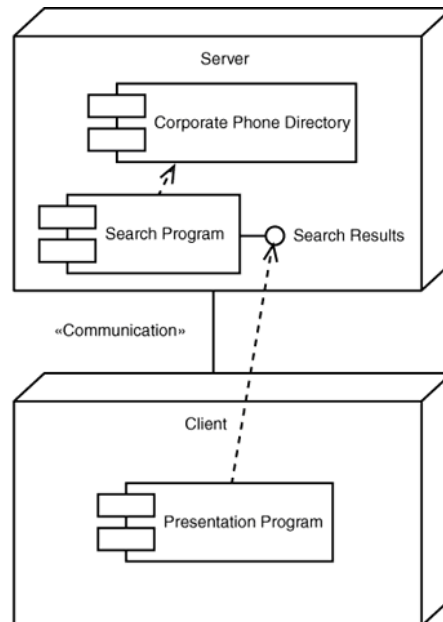 Server
Corporate Phone Directory
Search Program
Search Results
«Communication»
Client
Presentation Program